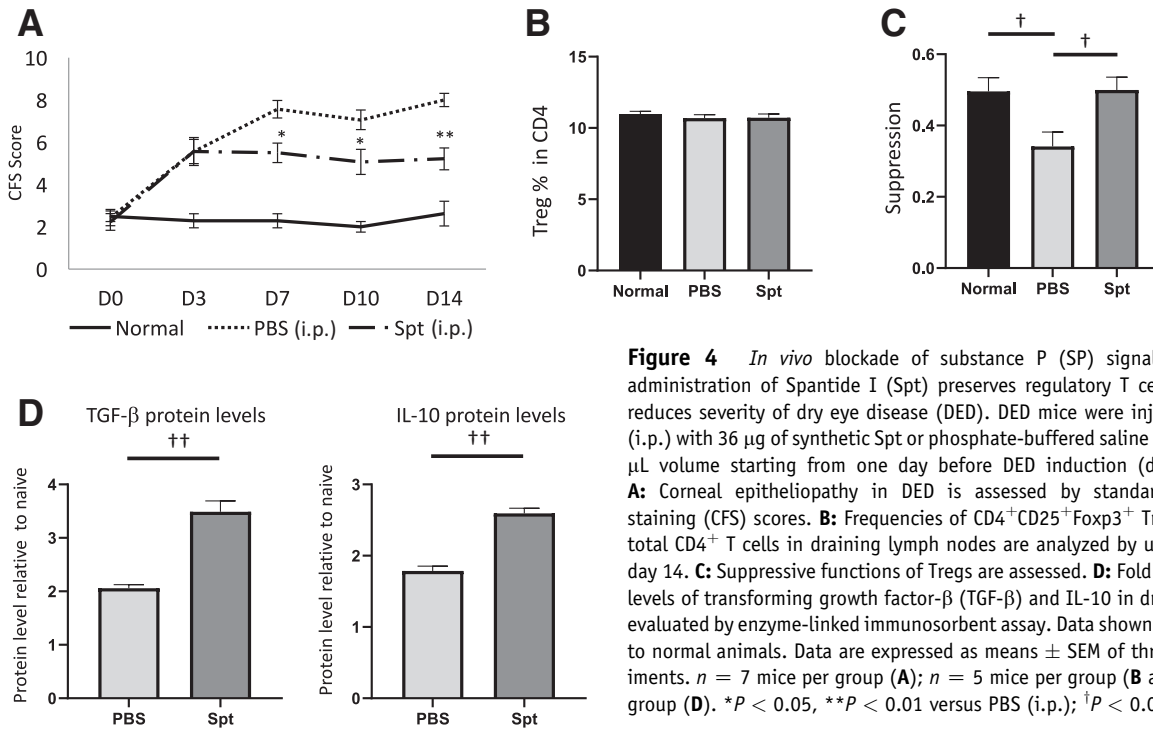 A
CFS Score
10
8
6
4
2
0
*
*
**
D0 D3 D7 D10 D14
Normal PBS (i.p.) Spt (i.p.)
B
Treg % in CD4
15
10
5
0
Normal PBS Spt
C
†
†
Suppression
0.6
0.4
0.2
0.0
Normal PBS Spt
D
TGF-β protein levels
††
Protein level relative to naive
4
3
2
1
0
PBS Spt
IL-10 protein levels
††
Protein level relative to naive
3
2
1
0
PBS Spt
Figure 4 In vivo blockade of substance P (SP) signal
administration of Spantide I (Spt) preserves regulatory T ce
reduces severity of dry eye disease (DED). DED mice were inj
(i.p.) with 36 μg of synthetic Spt or phosphate-buffered saline
μL volume starting from one day before DED induction (d
A: Corneal epitheliopathy in DED is assessed by standar
staining (CFS) scores. B: Frequencies of CD4+CD25+Foxp3+ Tr
total CD4+ T cells in draining lymph nodes are analyzed by u
day 14. C: Suppressive functions of Tregs are assessed. D: Fold
levels of transforming growth factor-β (TGF-β) and IL-10 in dr
evaluated by enzyme-linked immunosorbent assay. Data shown
to normal animals. Data are expressed as means ± SEM of thr
iments. n = 7 mice per group (A); n = 5 mice per group (B a
group (D). *P < 0.05, **P < 0.01 versus PBS (i.p.); †P < 0.0